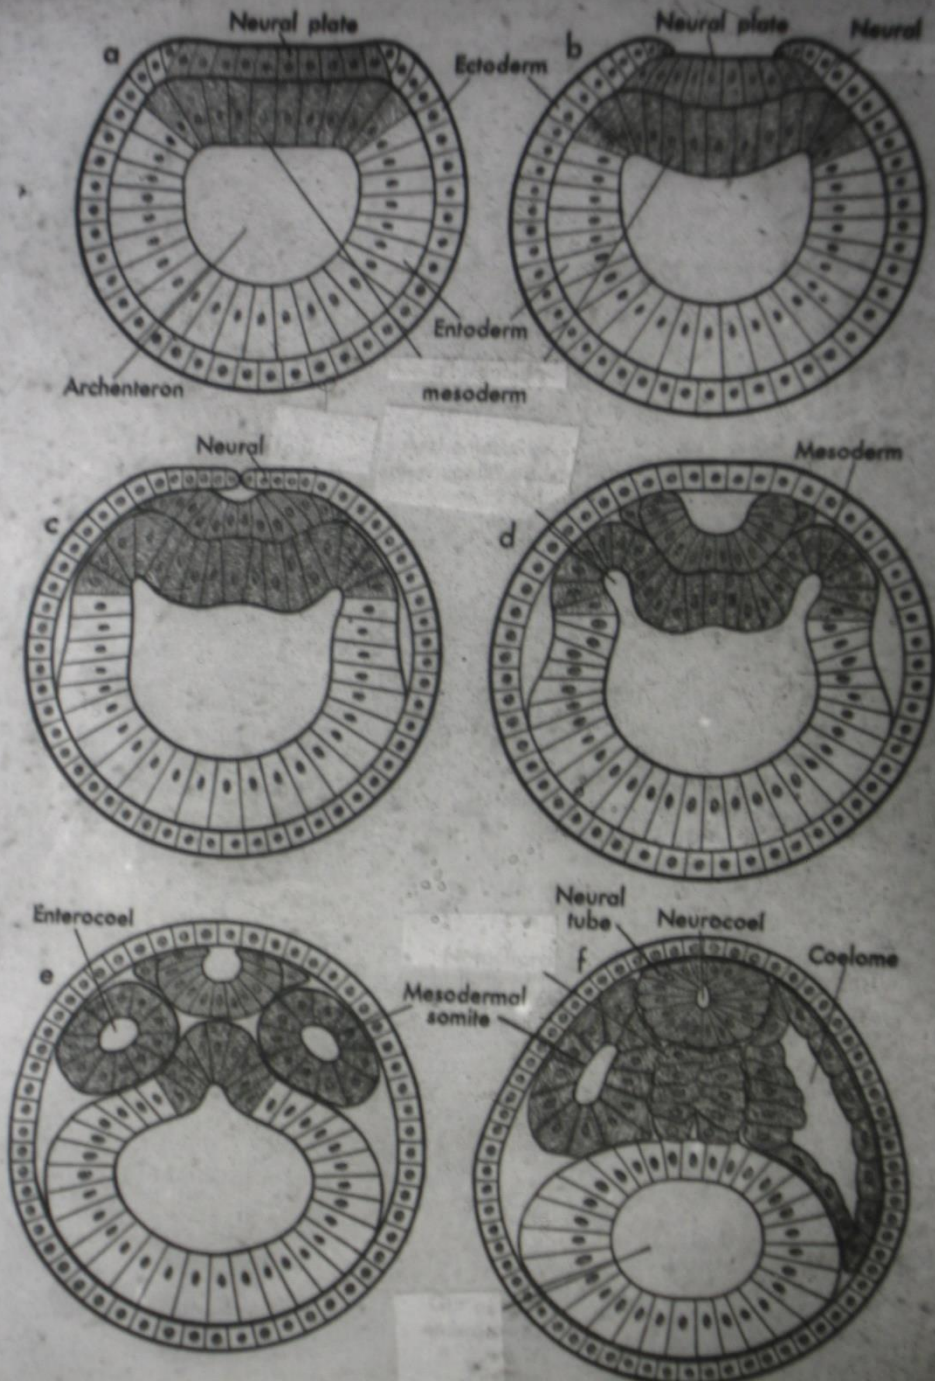 a
Neural plate
b
Neural plate
Neural
Ectoderm
Entoderm
Archenteron
mesoderm
Neural
c
Mesoderm
d
Enterocoel
e
Neural
tube
Neurocoel
f
Coelome
Mesodermal
somite